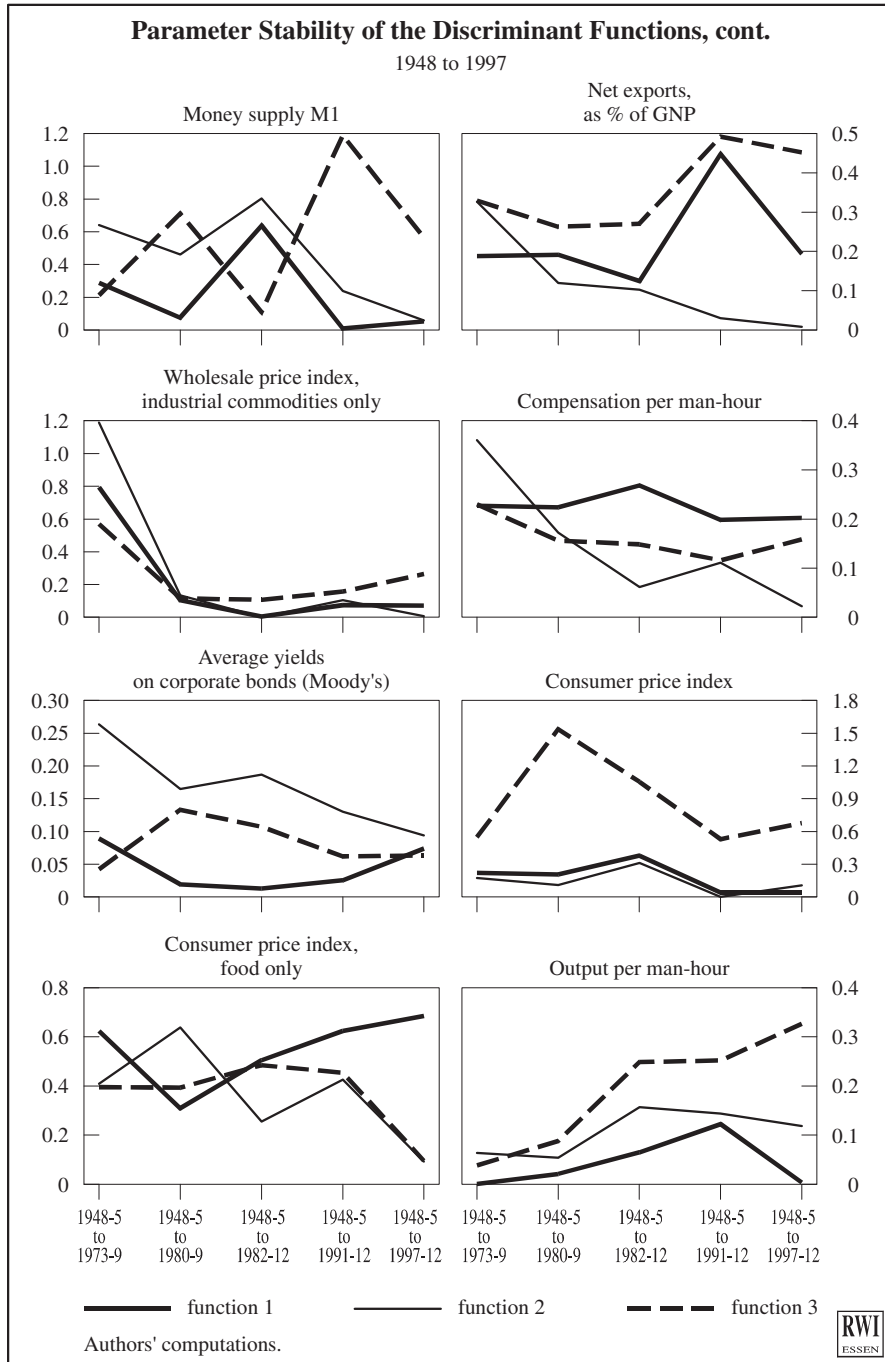 Parameter Stability of the Discriminant Functions, cont.
1948 to 1997
Money supply M1
Net exports,
as % of GNP
1.2
1.0
0.8
0.6
0.4
0.2
0
0.5
0.4
0.3
0.2
0.1
0
Wholesale price index,
industrial commodities only
Compensation per man-hour
1.2
1.0
0.8
0.6
0.4
0.2
0
0.4
0.3
0.2
0.1
0
Average yields
on corporate bonds (Moody's)
Consumer price index
0.30
0.25
0.20
0.15
0.10
0.05
0
1.8
1.5
1.2
0.9
0.6
0.3
0
Consumer price index,
food only
Output per man-hour
0.8
0.6
0.4
0.2
0
0.4
0.3
0.2
0.1
0
1948-5 1948-5 1948-5 1948-5 1948-5
to to to to to
1973-9 1980-9 1982-12 1991-12 1997-12
1948-5 1948-5 1948-5 1948-5 1948-5
to to to to to
1973-9 1980-9 1982-12 1991-12 1997-12
function 1 function 2 function 3
Authors' computations.
RWI
ESSEN